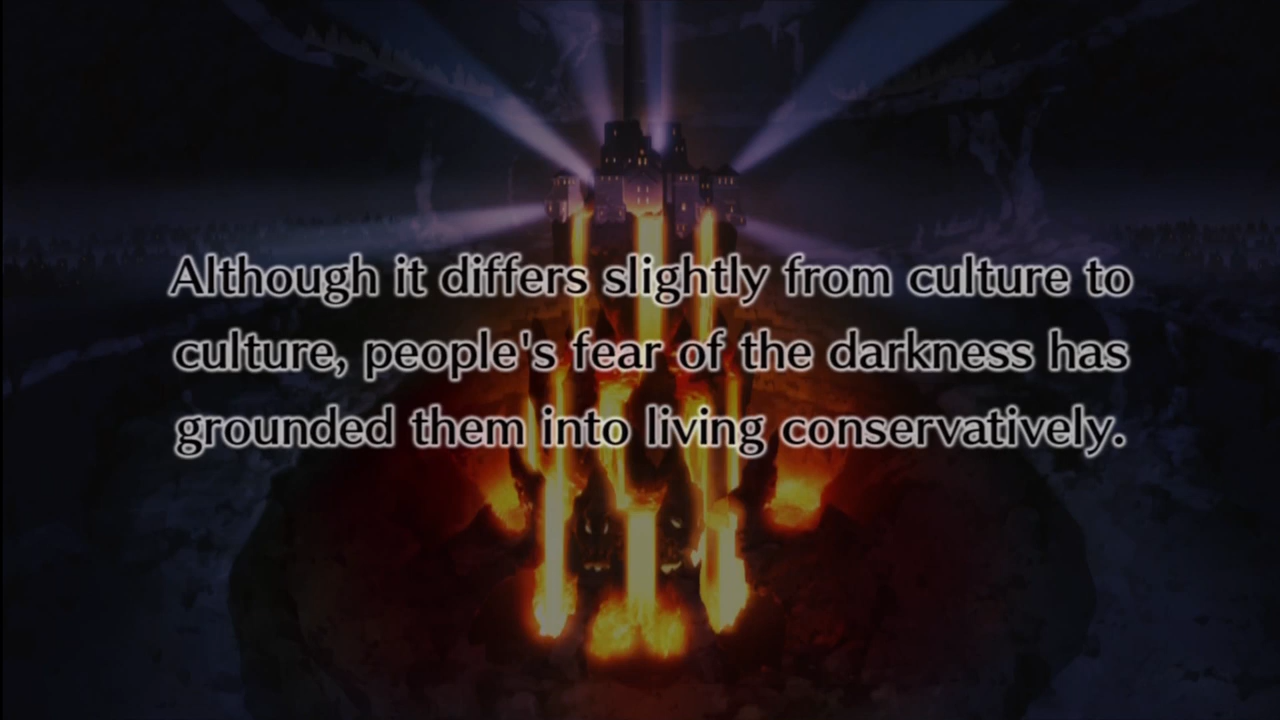 Although it differs slightly from culture to
culture, people's fear of the darkness has
grounded them into living conservatively.